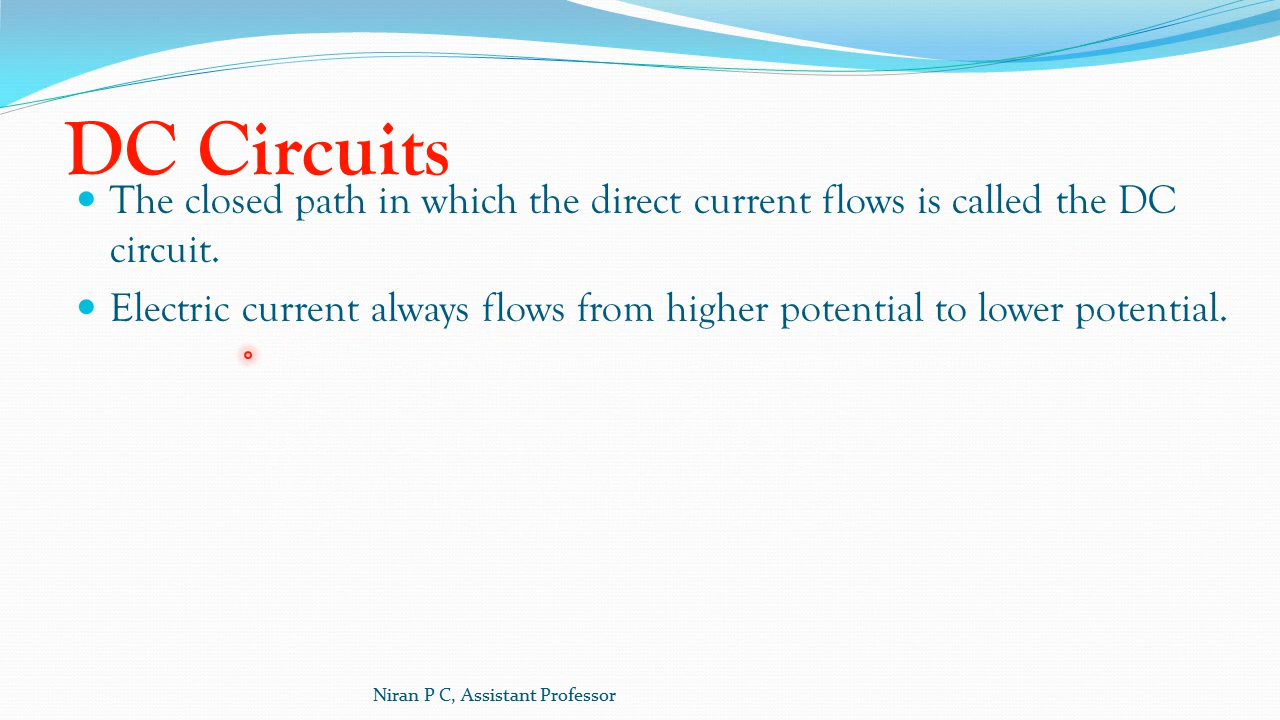 DC Circuits
The closed path in which the direct current flows is called the DC
circuit.
Electric current always flows from higher potential to lower potential.
Niran P C, Assistant Professor